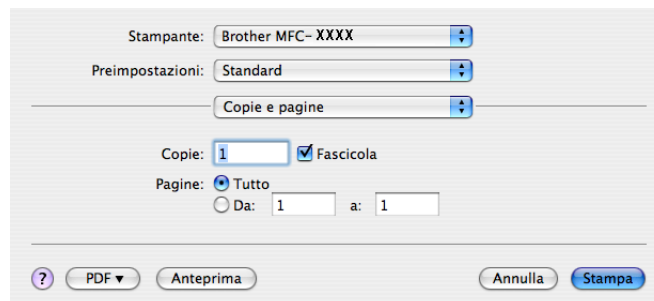 Stampante: Brother MFC-XXXX
Preimpostazioni: Standard
Copie e pagine
Copie: 1 Fascicola
Pagine: Tutto
Da: 1 a: 1
? PDF▼ Anteprima Annulla Stampa